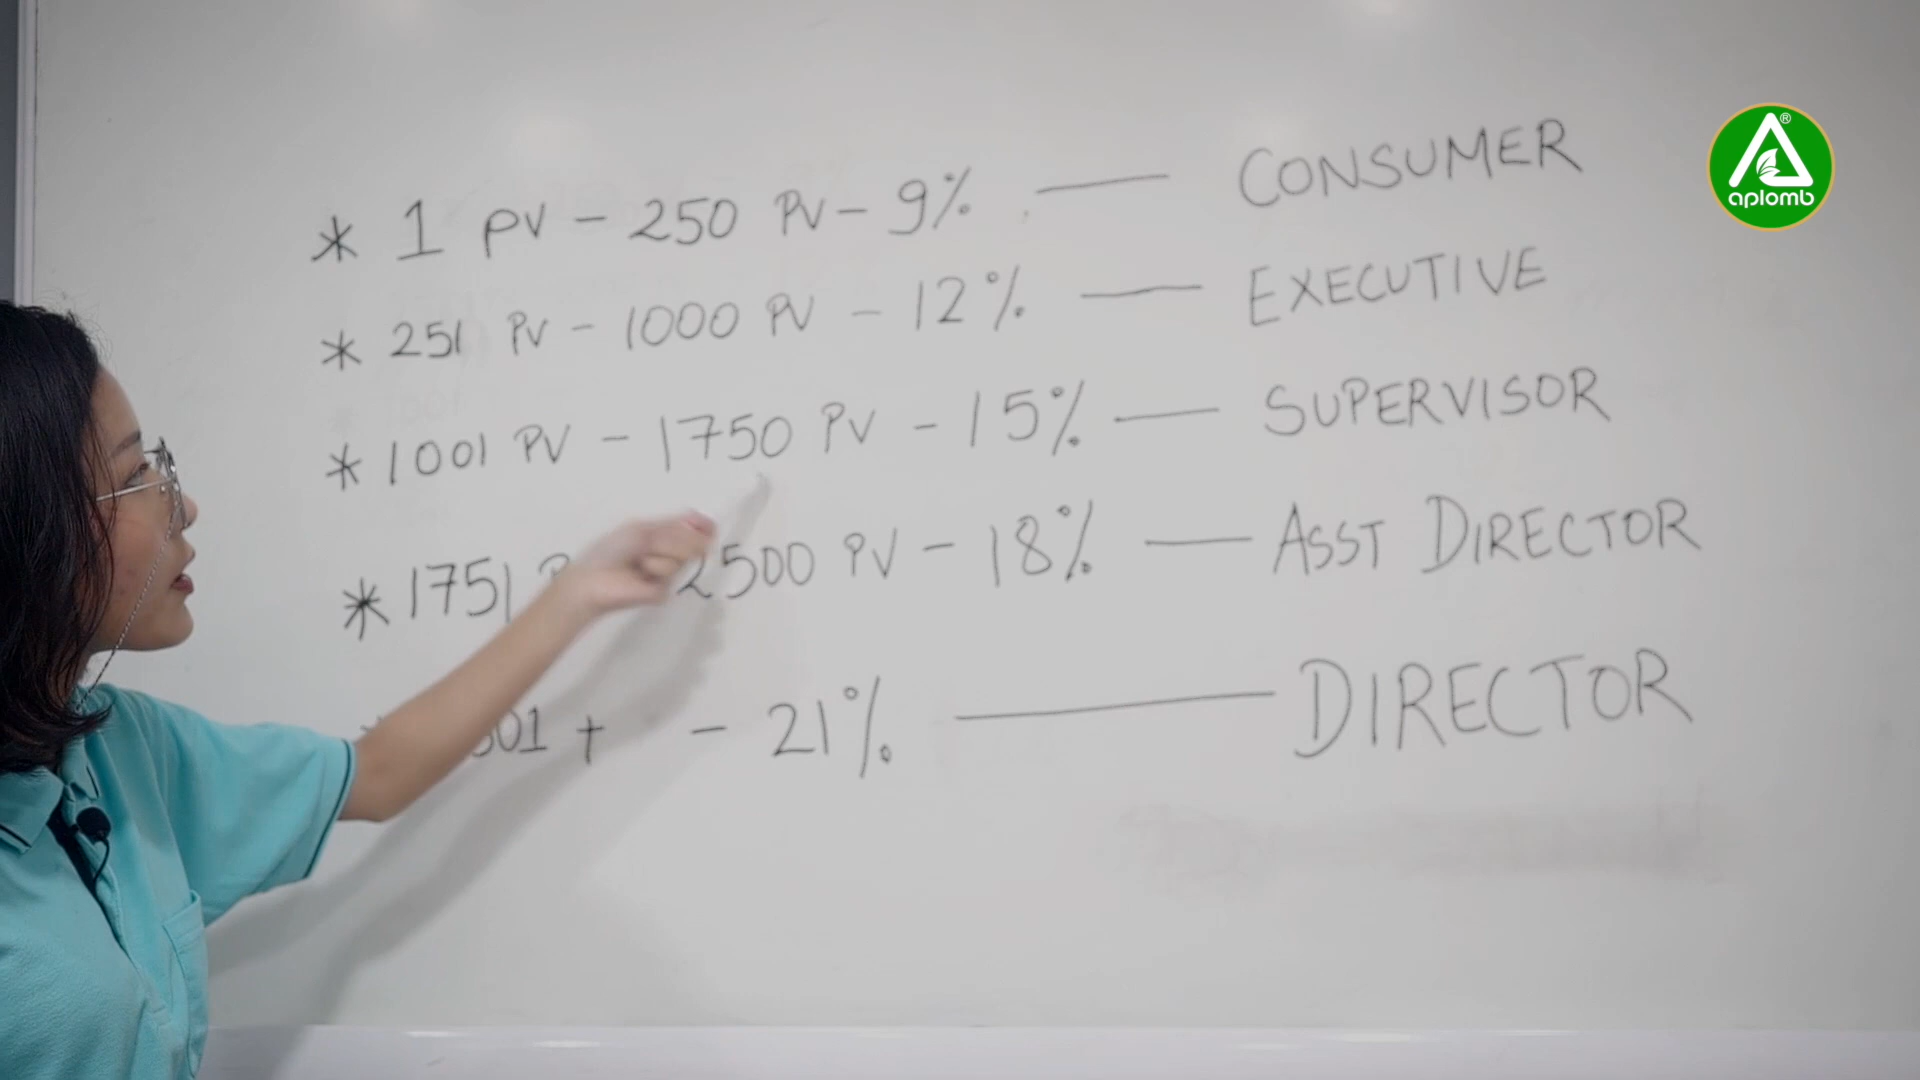 * 1 PV - 250 PV - 9% — CONSUMER
* 251 PV - 1000 PV - 12% — EXECUTIVE
* 1001 PV - 1750 PV - 15% — SUPERVISOR
* 1751 2500 PV - 18% — ASST DIRECTOR
01 + - 21% — DIRECTOR
aplomb ®